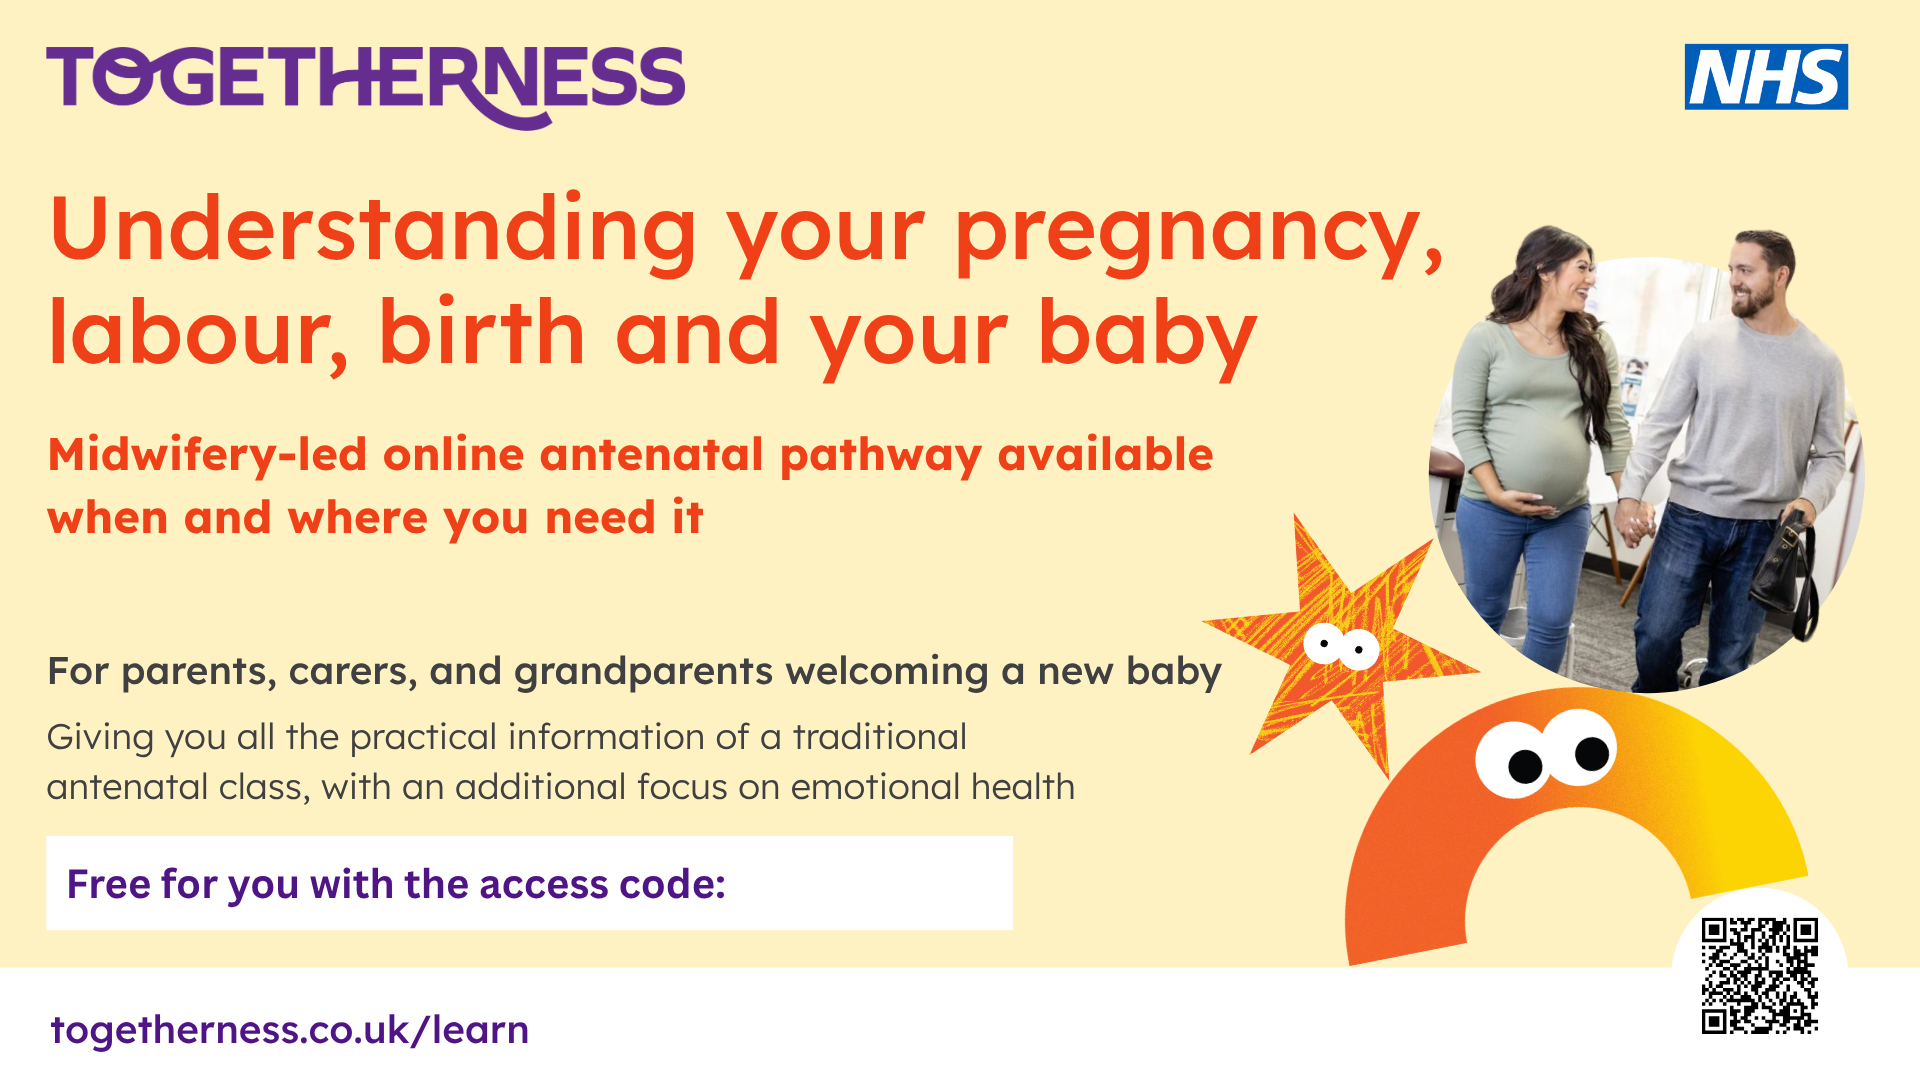 TOGETHERNESS
NHS
Understanding your pregnancy,
labour, birth and your baby
Midwifery-led online antenatal pathway available
when and where you need it
For parents, carers, and grandparents welcoming a new baby
Giving you all the practical information of a traditional
antenatal class, with an additional focus on emotional health
Free for you with the access code:
togetherness.co.uk/learn